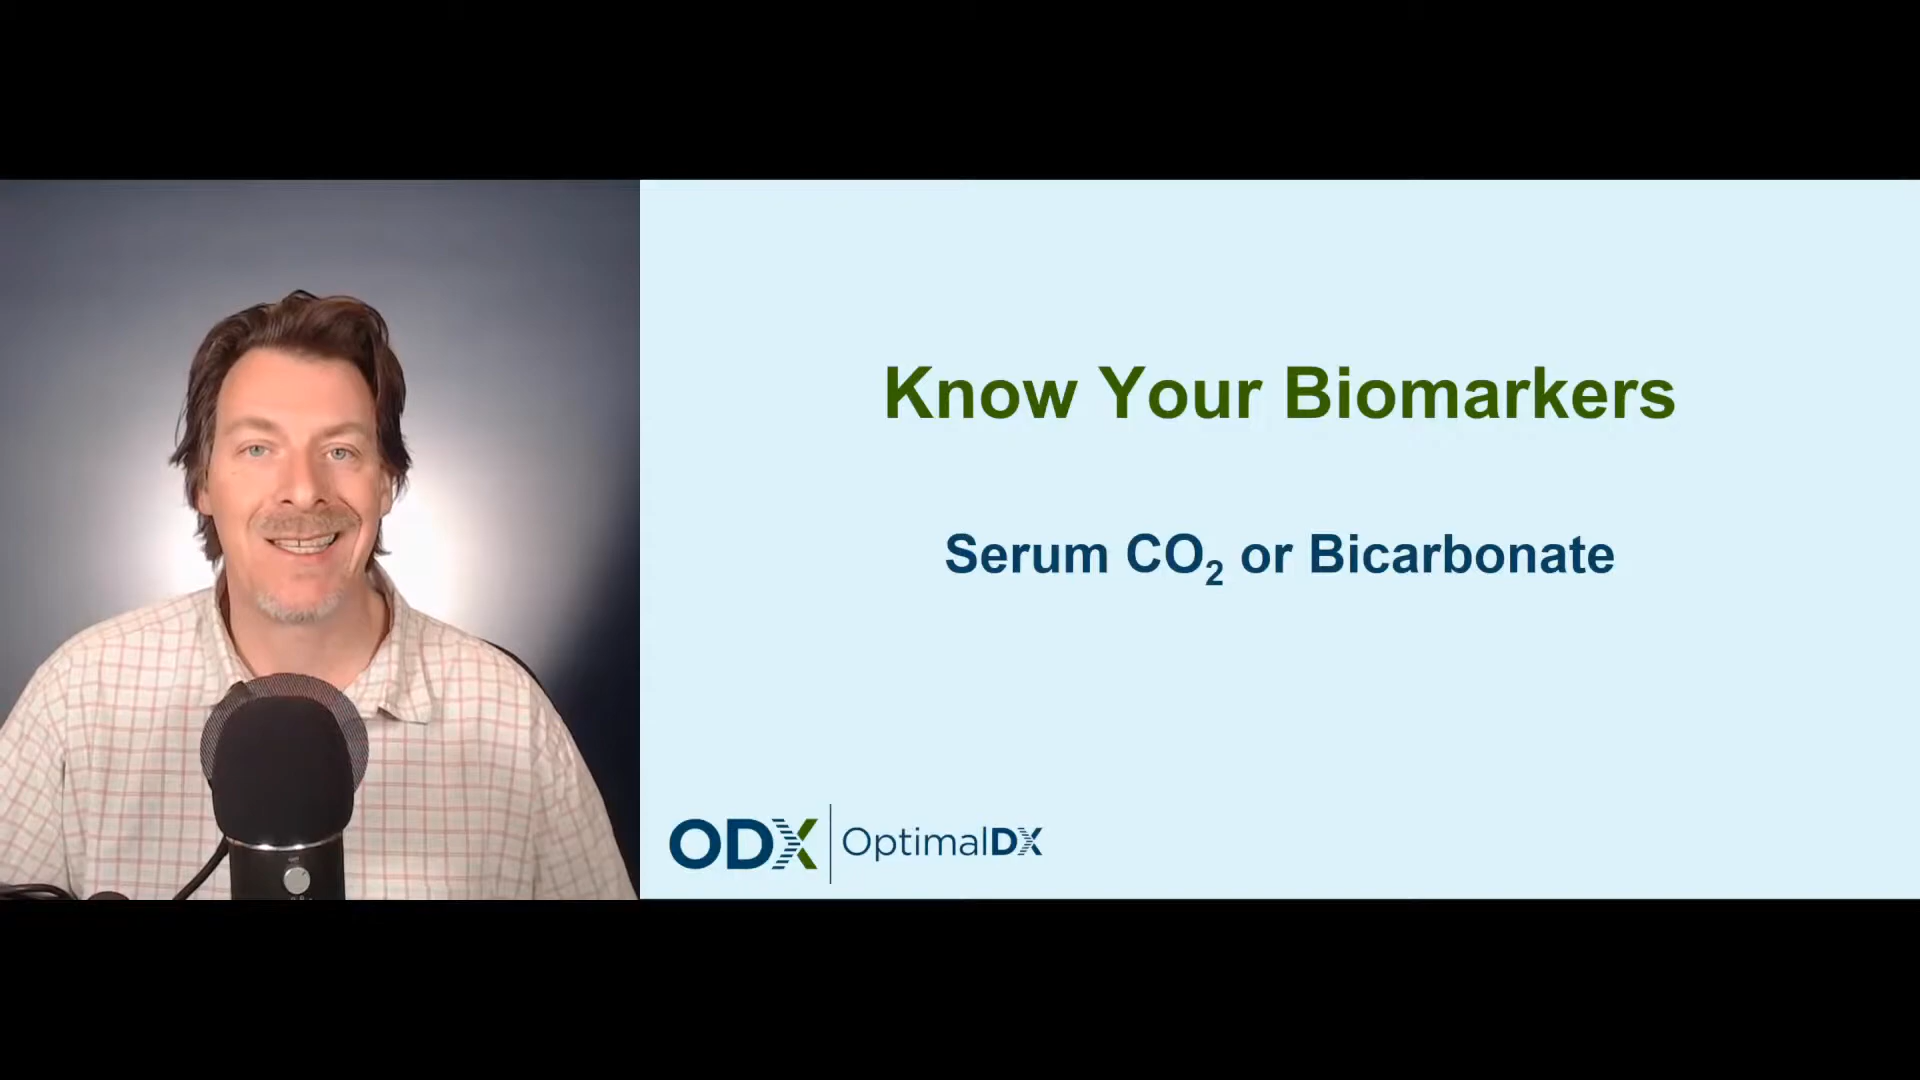 Know Your Biomarkers
Serum CO₂ or Bicarbonate
ODX | OptimalDX